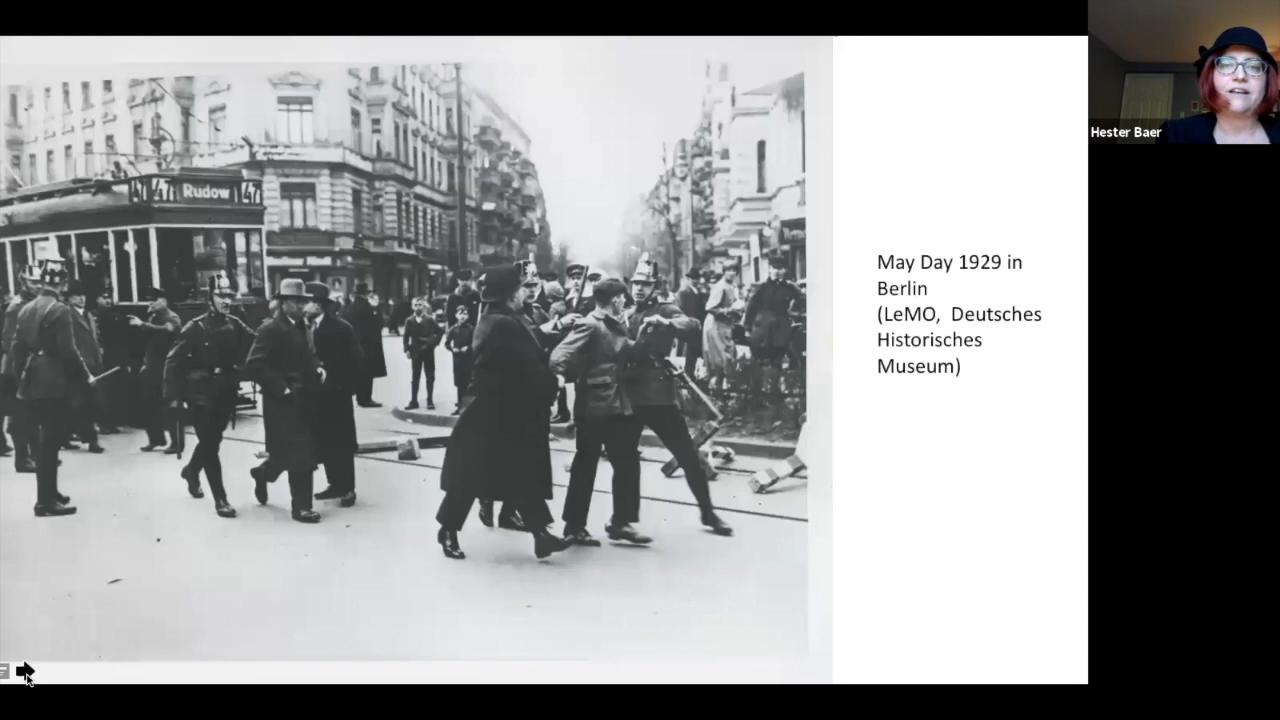 47 Rudow 47
May Day 1929 in
Berlin
(LeMO, Deutsches
Historisches
Museum)
Hester Baer